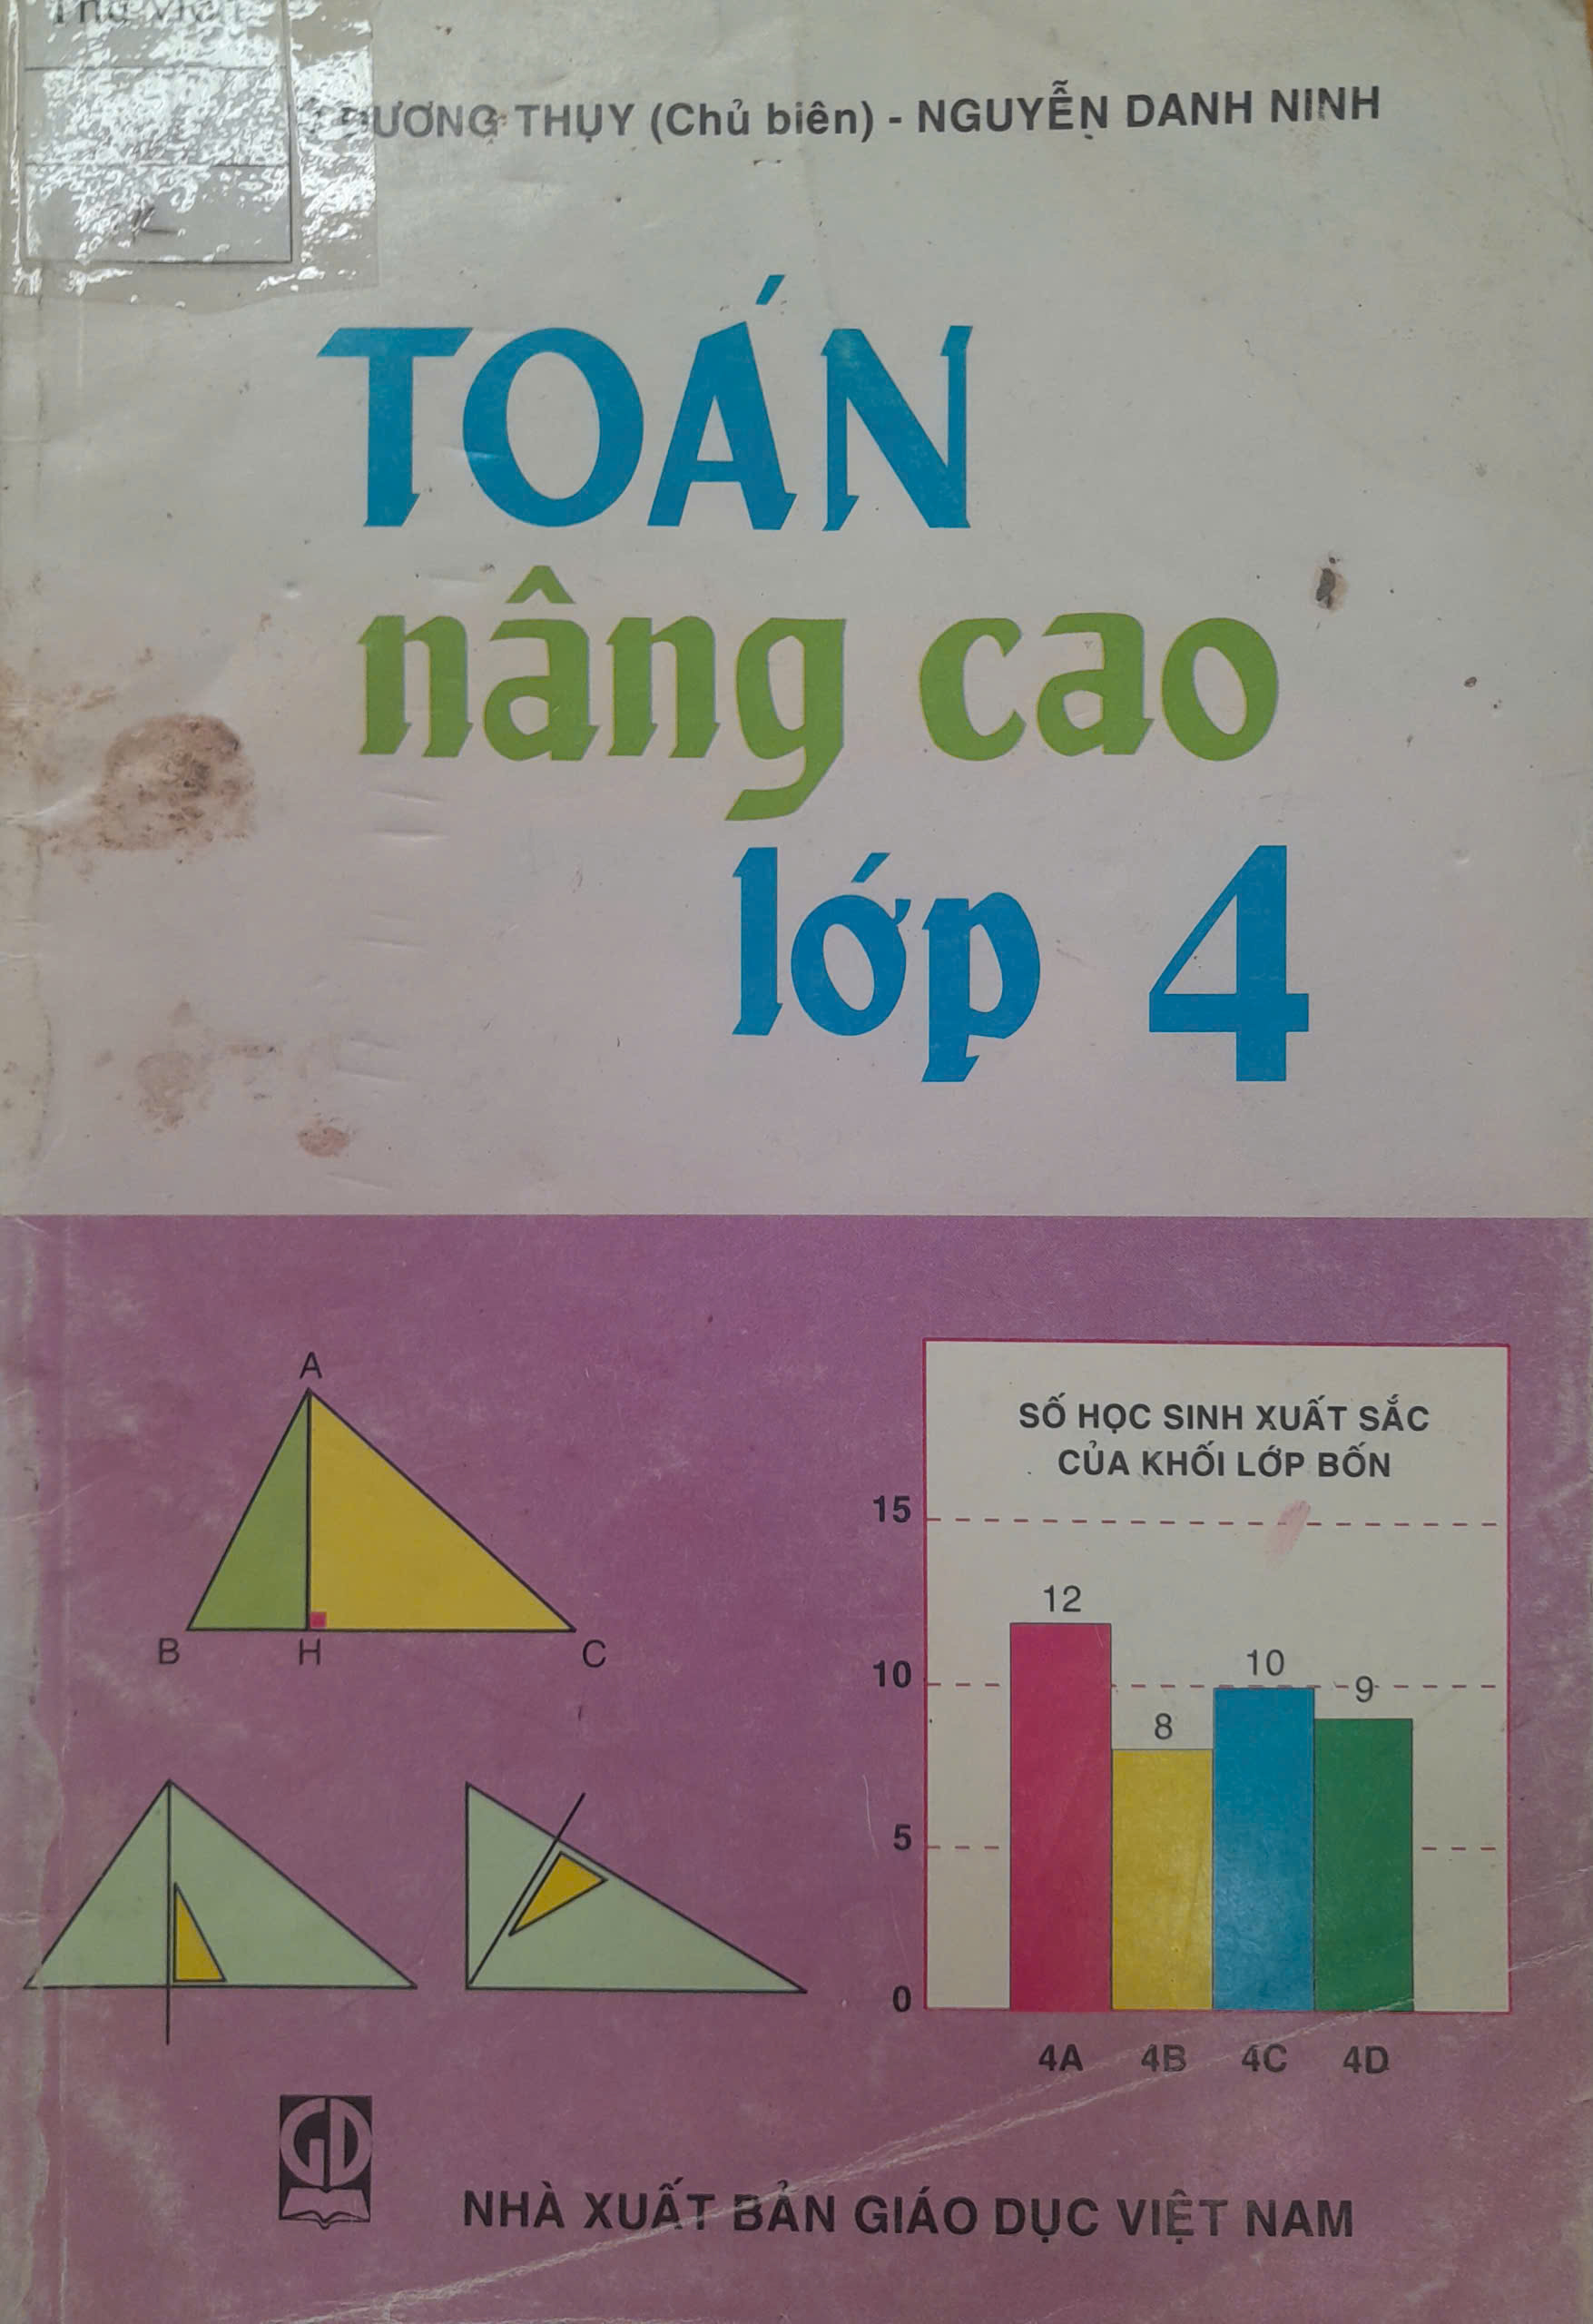 THỤY (Chủ biên) - NGUYỄN DANH NINH
TOÁN
nâng cao
lớp 4
A
B H C
SỐ HỌC SINH XUẤT SẮC
CỦA KHỐI LỚP BỐN
15
12
10
10
9
8
5
0
4A 4B 4C 4D
GD
NHÀ XUẤT BẢN GIÁO DỤC VIỆT NAM